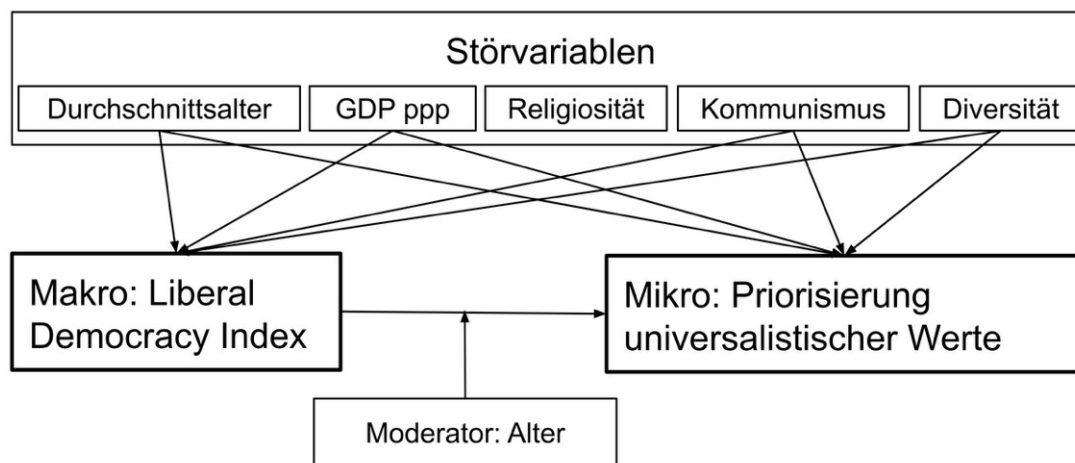 Störvariablen
Durchschnittsalter
GDP ppp
Religiosität
Kommunismus
Diversität
Makro: Liberal
Democracy Index
Mikro: Priorisierung
universalistischer Werte
Moderator: Alter